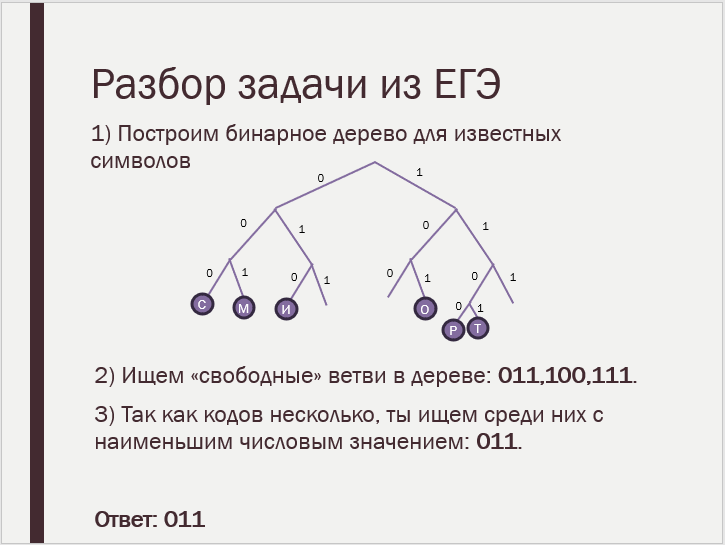 Разбор задачи из ЕГЭ
1) Построим бинарное дерево для известных
символов
0 1
0 1 0 1
0 1 0 1 0 1 0 1
С М И О
0 1
Р Т
2) Ищем «свободные» ветви в дереве: 011,100,111.
3) Так как кодов несколько, ты ищем среди них с
наименьшим числовым значением: 011.
Ответ: 011